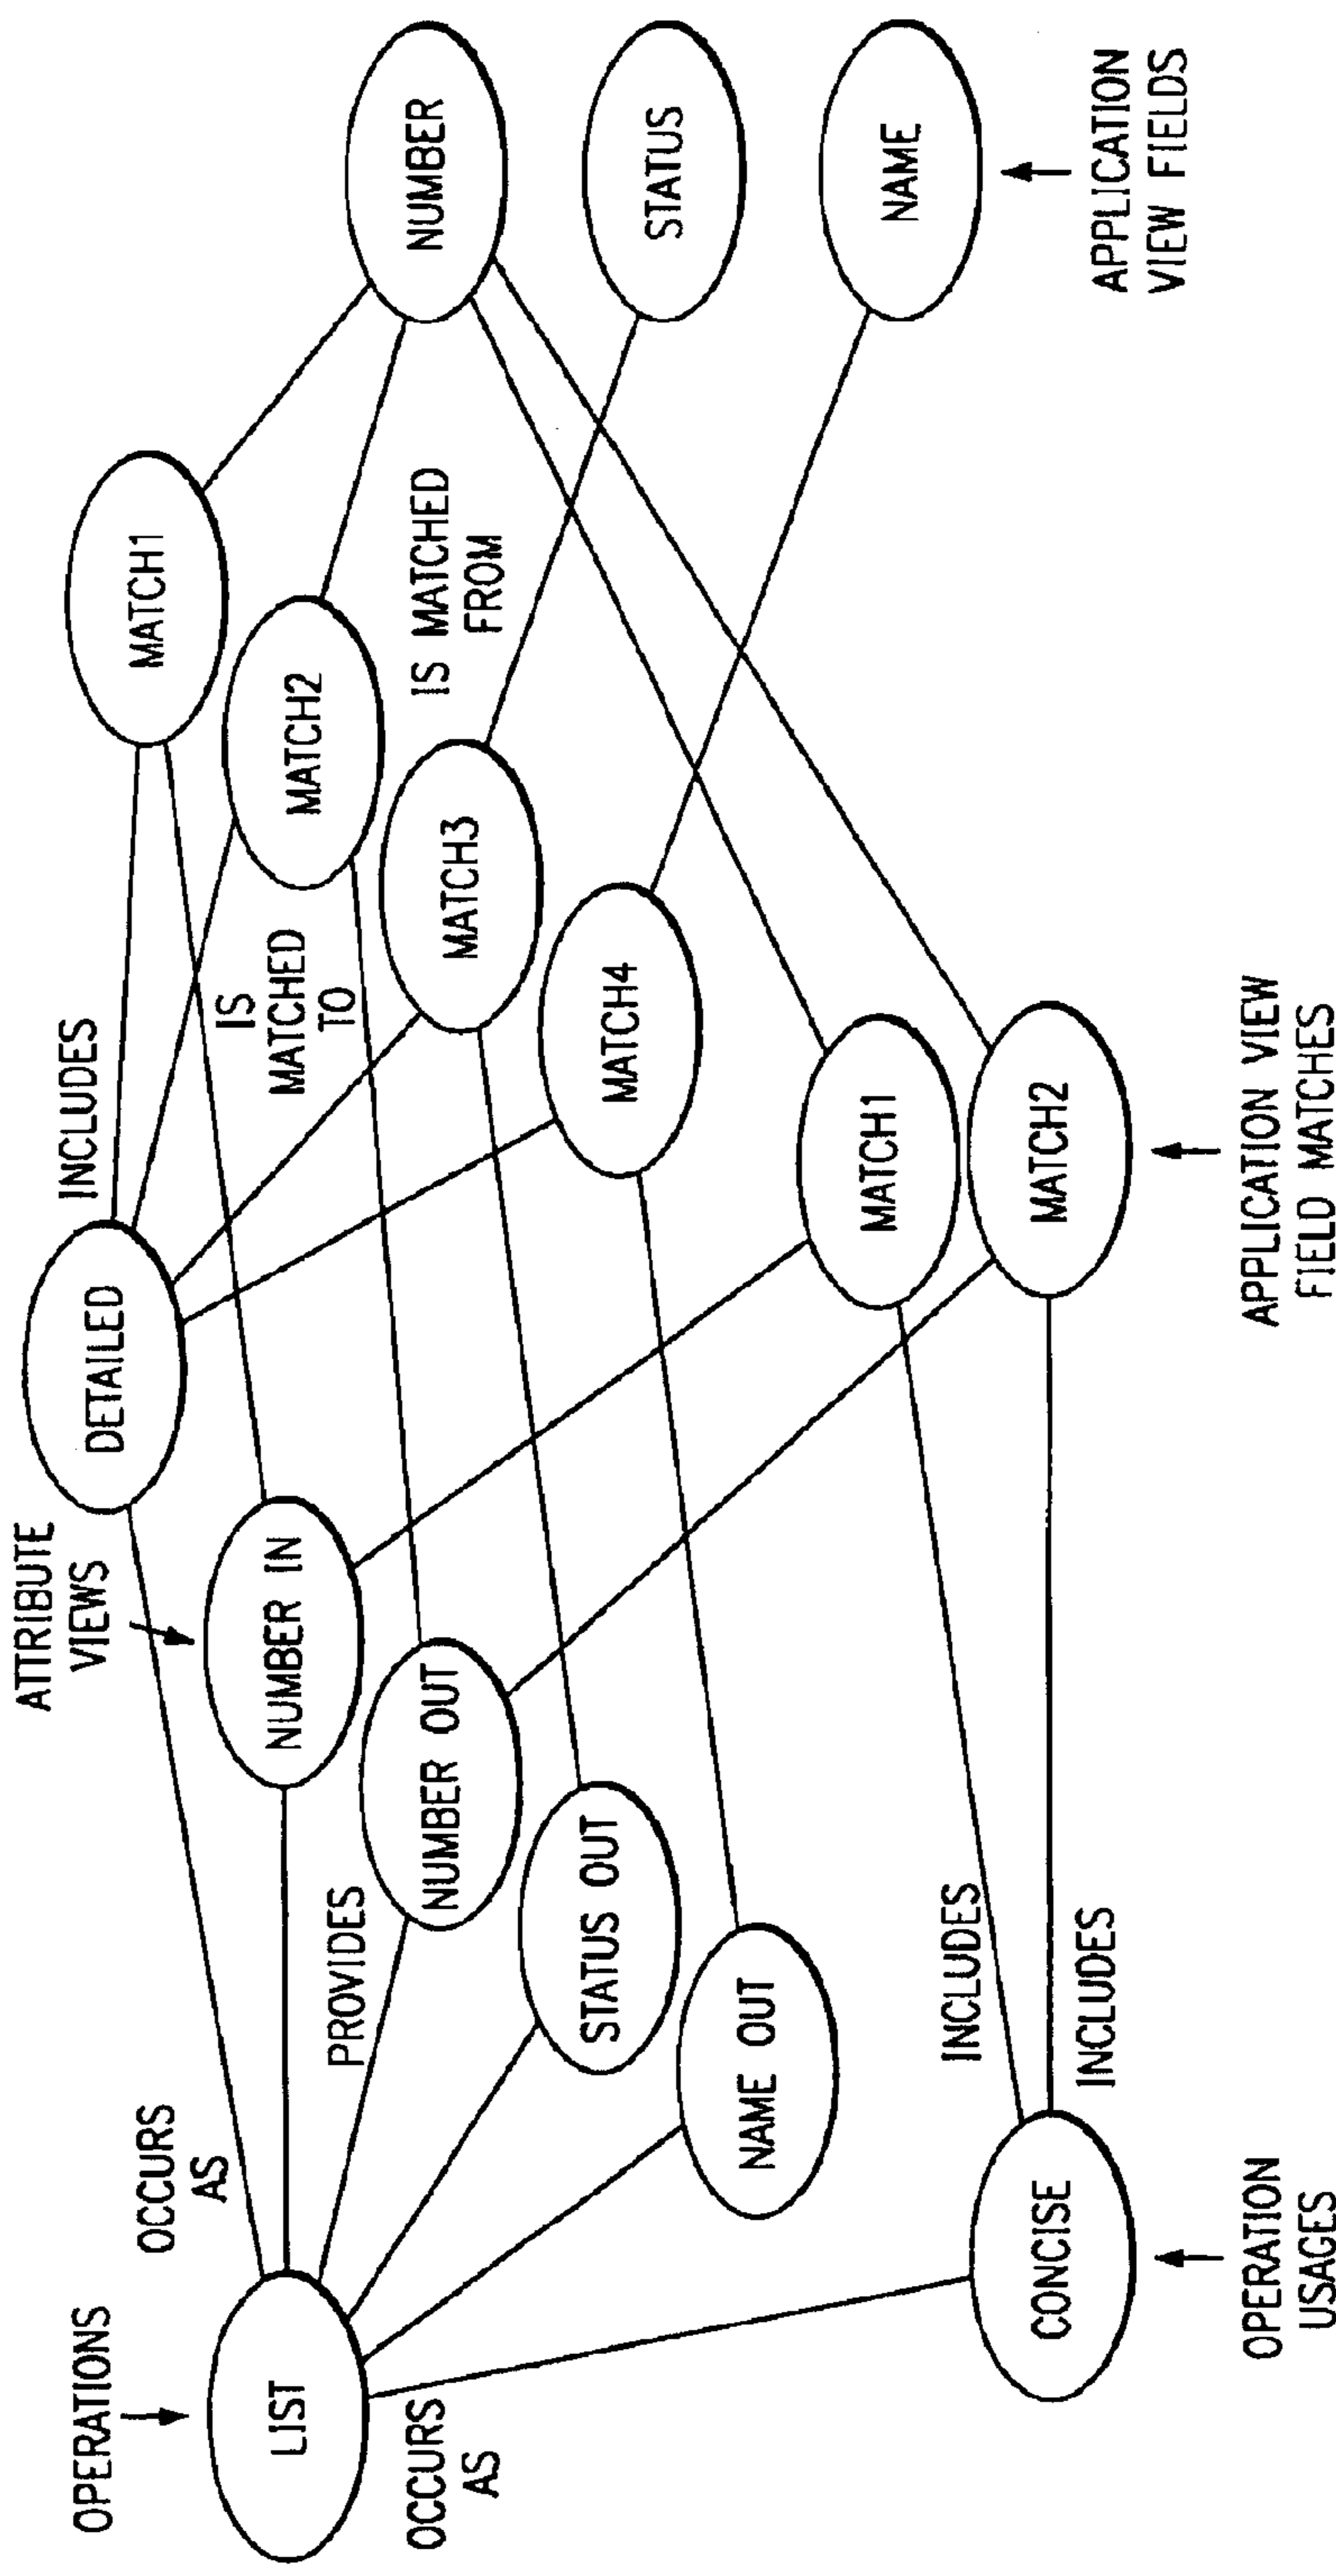 OPERATIONS
LIST
OCCURS
AS
OCCURS
AS
ATTRIBUTE
VIEWS
DETAILED
INCLUDES
NUMBER IN
PROVIDES
NUMBER OUT
STATUS OUT
NAME OUT
IS
MATCHED
TO
MATCH1
MATCH2
MATCH3
MATCH4
IS MATCHED
FROM
NUMBER
STATUS
NAME
APPLICATION
VIEW FIELDS
INCLUDES
INCLUDES
CONCISE
OPERATION
USAGES
MATCH1
MATCH2
APPLICATION VIEW
FIELD MATCHES